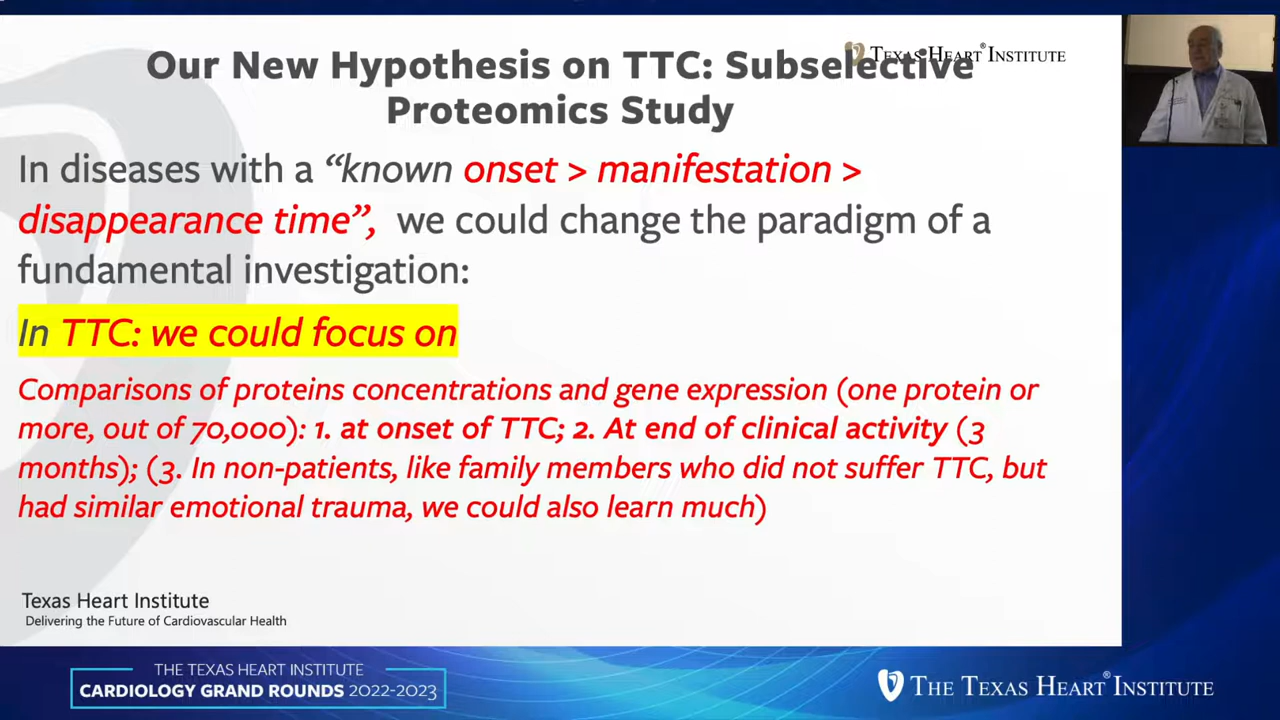 Our New Hypothesis on TTC: Subselective
Proteomics Study
TEXAS HEART® INSTITUTE
In diseases with a “known onset > manifestation >
disappearance time”, we could change the paradigm of a
fundamental investigation:
In TTC: we could focus on
Comparisons of proteins concentrations and gene expression (one protein or
more, out of 70,000): 1. at onset of TTC; 2. At end of clinical activity (3
months); (3. In non-patients, like family members who did not suffer TTC, but
had similar emotional trauma, we could also learn much)
Texas Heart Institute
Delivering the Future of Cardiovascular Health
THE TEXAS HEART INSTITUTE
CARDIOLOGY GRAND ROUNDS 2022-2023
THE TEXAS HEART® INSTITUTE